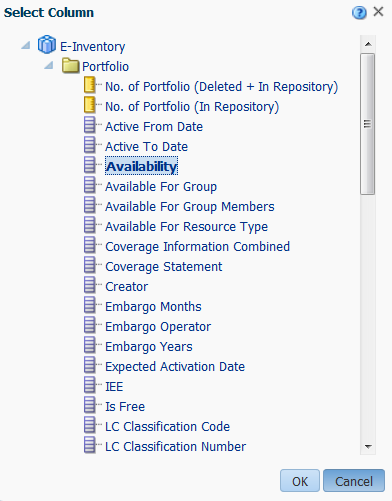 Select Column
E-Inventory
Portfolio
No. of Portfolio (Deleted + In Repository)
No. of Portfolio (In Repository)
Active From Date
Active To Date
Availability
Available For Group
Available For Group Members
Available For Resource Type
Coverage Information Combined
Coverage Statement
Creator
Embargo Months
Embargo Operator
Embargo Years
Expected Activation Date
IEE
Is Free
LC Classification Code
LC Classification Number
OK Cancel